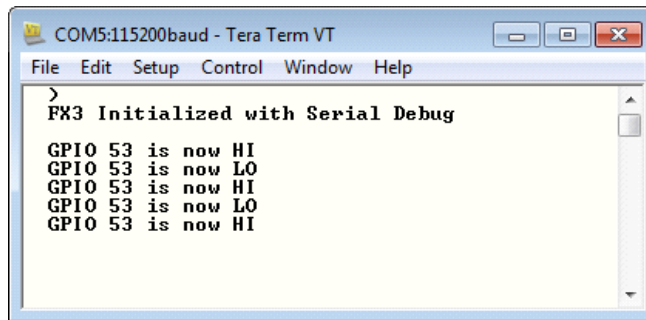 COM5:115200baud - Tera Term VT
File Edit Setup Control Window Help
>
FX3 Initialized with Serial Debug
GPIO 53 is now HI
GPIO 53 is now LO
GPIO 53 is now HI
GPIO 53 is now LO
GPIO 53 is now HI